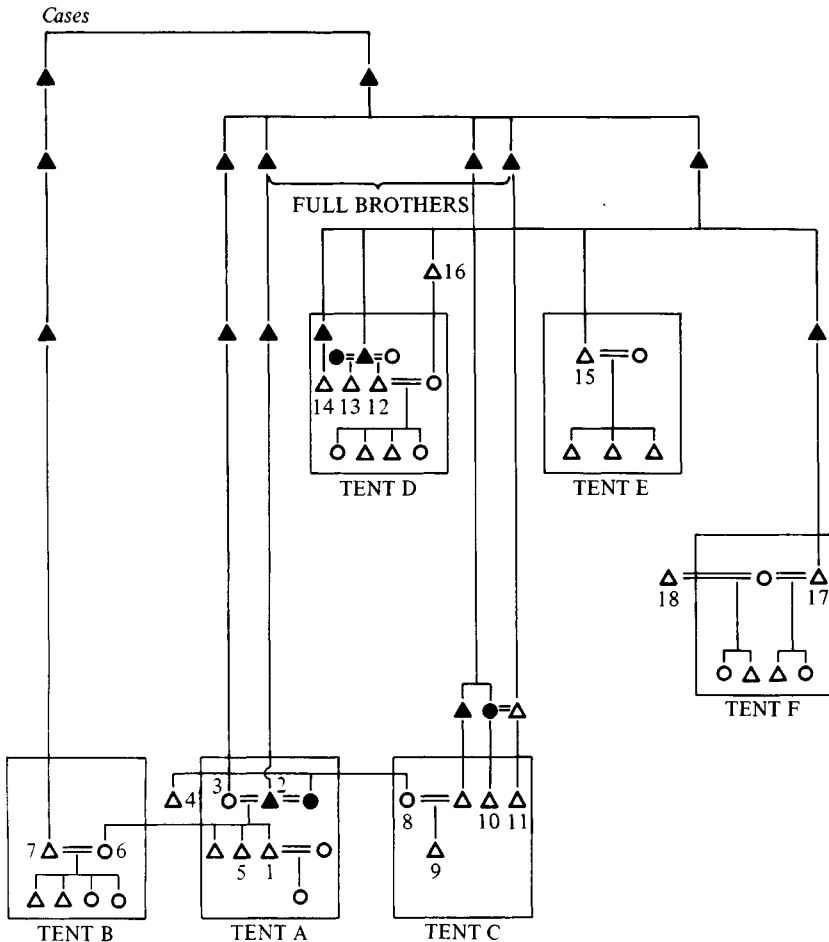 Cases
FULL BROTHERS
16
15
14 13 12
TENT D
TENT E
18
17
TENT F
3 2
4
8
10
11
7
6
5
1
9
TENT B
TENT A
TENT C